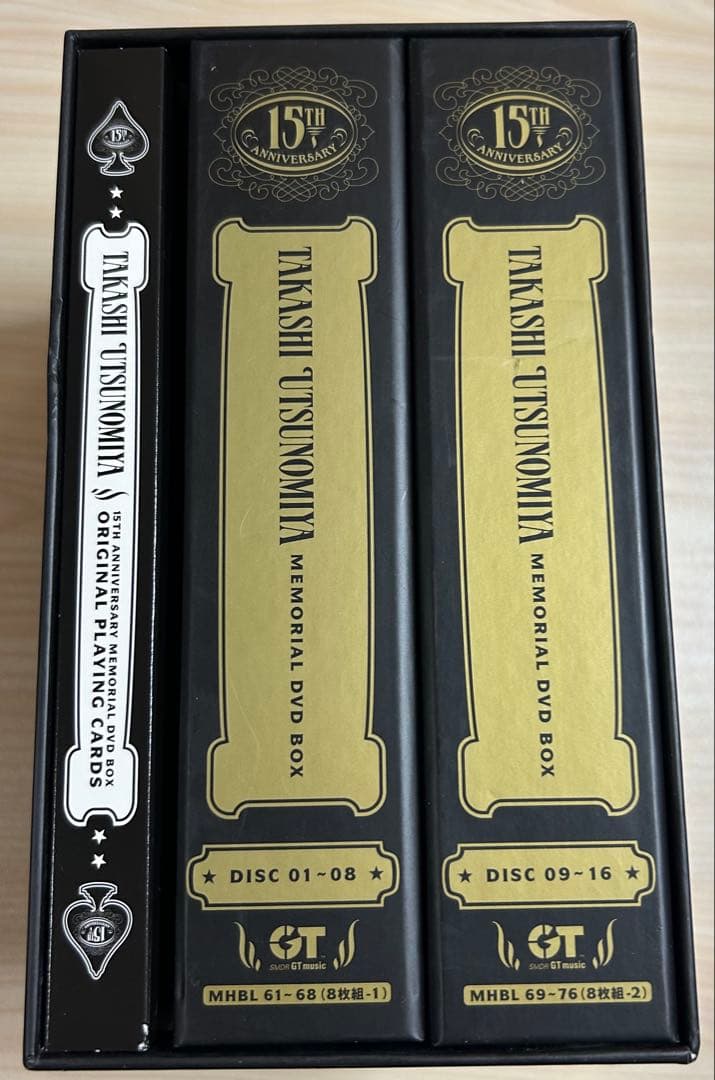 15TH
TAKASHI UTSUNOMIYA
15TH ANNIVERSARY MEMORIAL DVD BOX
ORIGINAL PLAYING CARDS
15TH
15TH
ANNIVERSARY
TAKASHI UTSUNOMIYA
MEMORIAL DVD BOX
★ DISC 01~08 ★
GT
SMDR GT music
MHBL 61~68(8枚組-1)
15TH
ANNIVERSARY
TAKASHI UTSUNOMIYA
MEMORIAL DVD BOX
★ DISC 09~16 ★
GT
SMDR GT music
MHBL 69~76(8枚組-2)